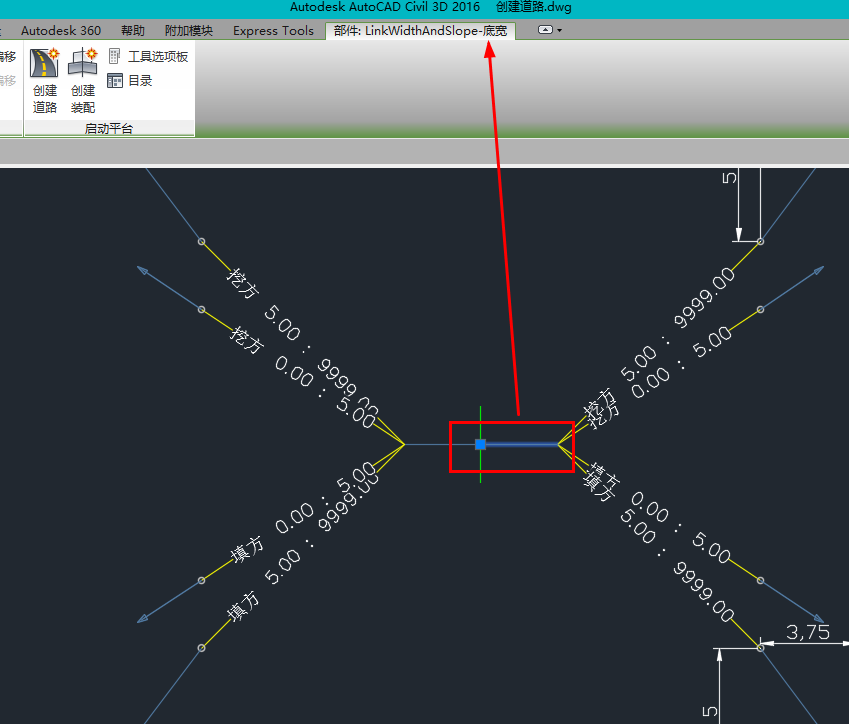 Autodesk AutoCAD Civil 3D 2016 创建道路.dwg
Autodesk 360 帮助 附加模块 Express Tools 部件: LinkWidthAndSlope-底宽
偏移 创建道路 创建装配 工具选项板
偏移 目录
启动平台
5
挖方 5.00 : 9999.00
挖方 0.00 : 5.00
挖方 5.00 : 9999.00
挖方 0.00 : 5.00
填方 0.00 : 5.00
填方 5.00 : 9999.00
填方 0.00 : 5.00
填方 5.00 : 9999.00
3,75
5